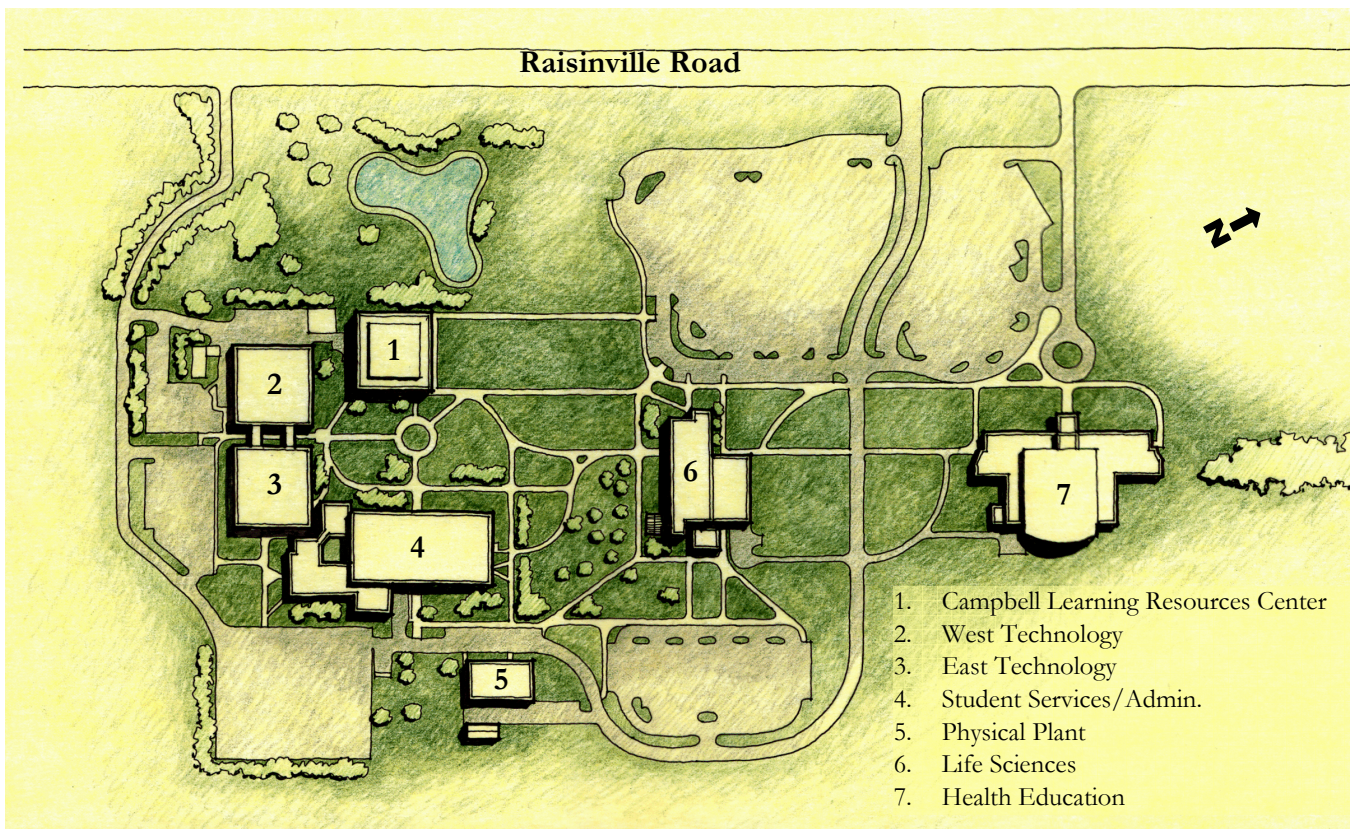 Raisinville Road
N
1
2
3
4
5
6
7
1. Campbell Learning Resources Center
2. West Technology
3. East Technology
4. Student Services/Admin.
5. Physical Plant
6. Life Sciences
7. Health Education